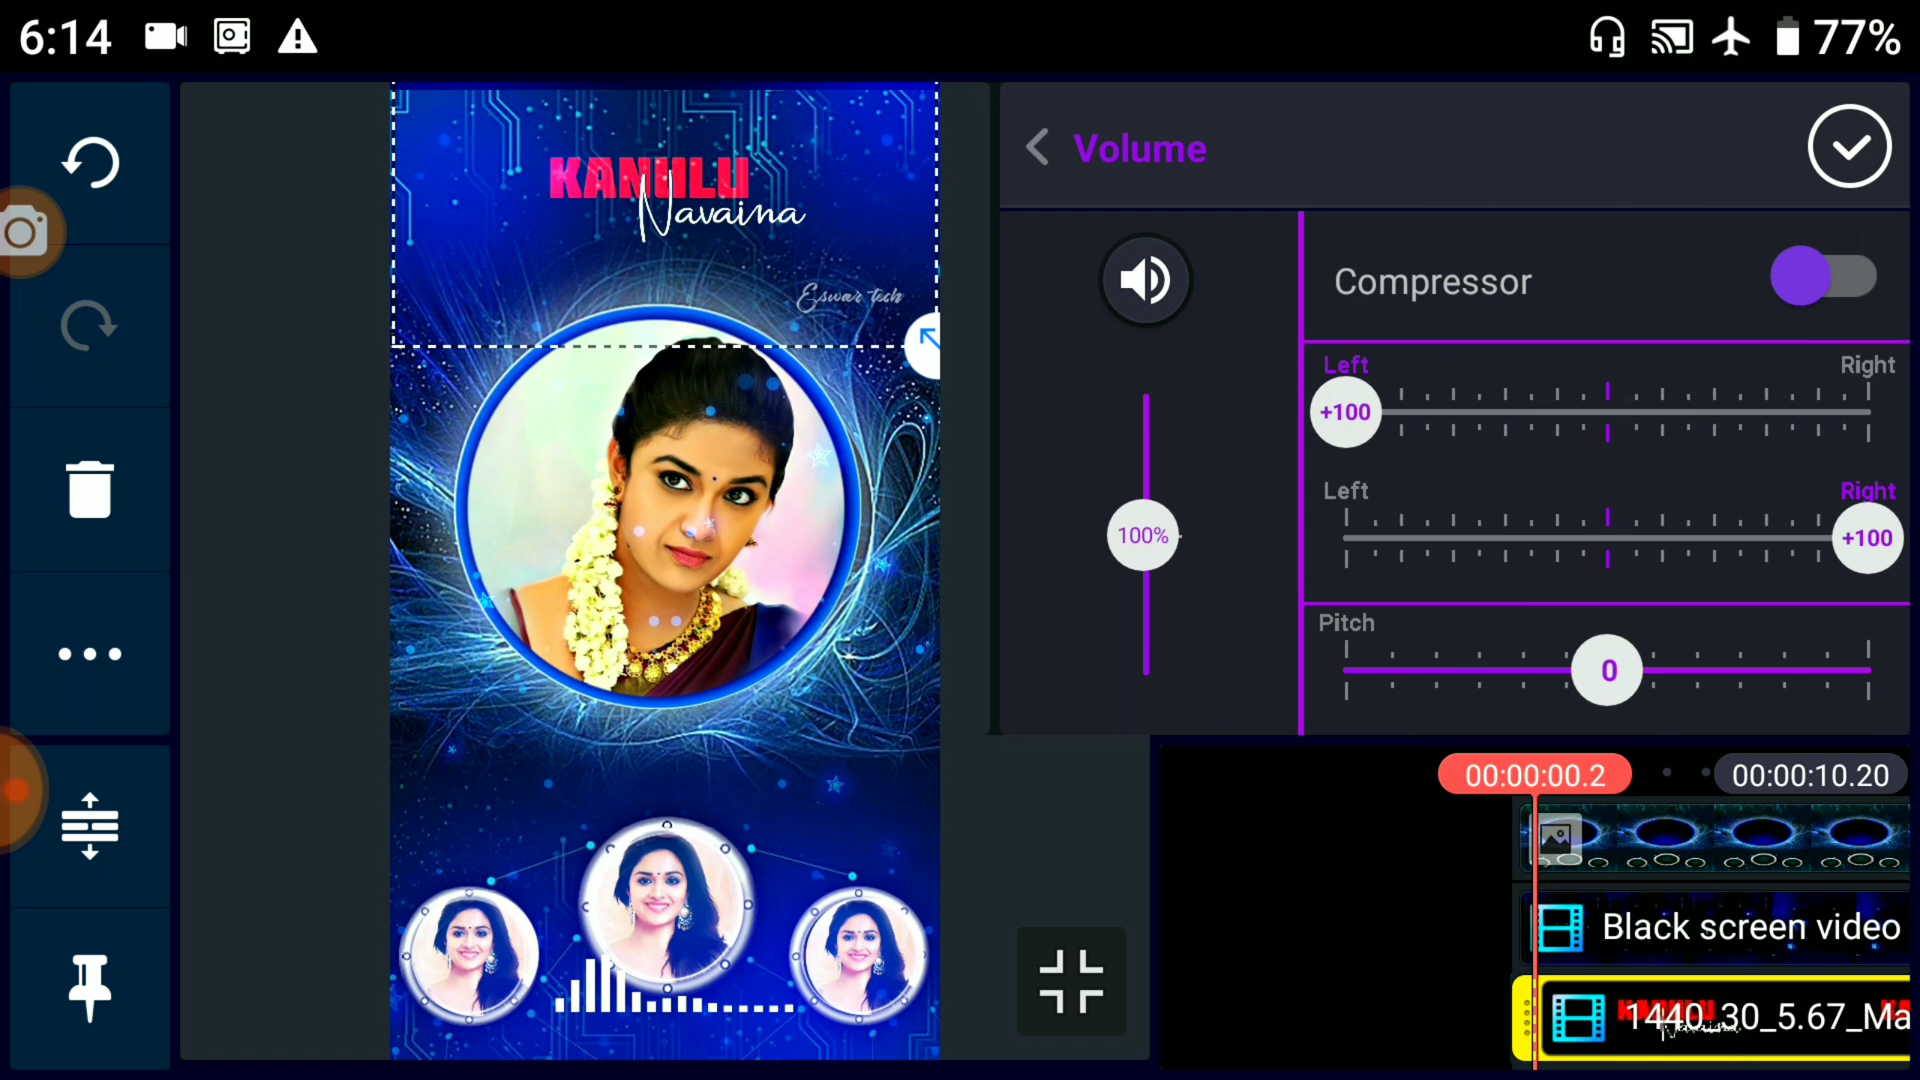 6:14
77%
KANULU
Navaina
Eswar tech
Volume
Compressor
Left
Right
+100
Left
Right
+100
100%
Pitch
0
00:00:00.2
00:00:10.20
Black screen video
1440_30_5.67_Ma